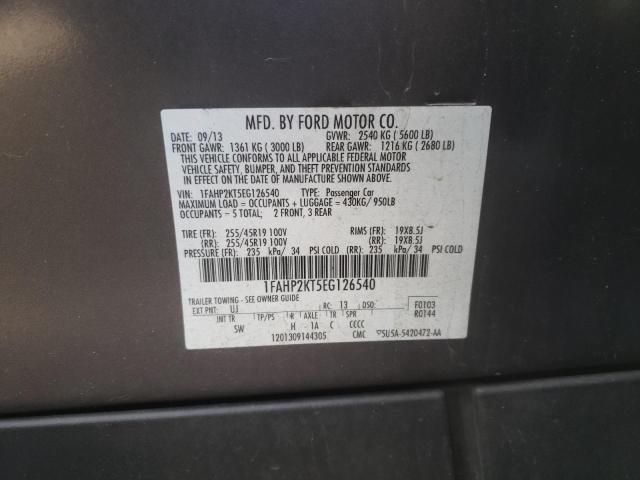 MFD. BY FORD MOTOR CO.
DATE: 09/13 GVWR: 2540 KG ( 5600 LB)
FRONT GAWR: 1361 KG (3000 LB) REAR GAWR: 1216 KG ( 2680 LB)
THIS VEHICLE CONFORMS TO ALL APPLICABLE FEDERAL MOTOR
VEHICLE SAFETY, BUMPER, AND THEFT PREVENTION STANDARDS
IN EFFECT ON THE DATE OF MANUFACTURE SHOWN ABOVE.
VIN: 1FAHP2KT5EG126540 TYPE: Passenger Car
MAXIMUM LOAD = OCCUPANTS + LUGGAGE = 430KG/ 950LB
OCCUPANTS = 5 TOTAL; 2 FRONT, 3 REAR
TIRE (FR): 255/45R19 100V RIMS (FR): 19X8.5J
(RR): 255/45R19 100V (RR): 19X8.5J
PRESSURE (FR): 235 kPa/ 34 PSI COLD (RR): 235 kPa/ 34 PSI COLD
1FAHP2KT5EG126540
TRAILER TOWING - SEE OWNER GUIDE
EXT PNT: UJ RC: 13 DSO: F0103
INT TR TP/PS R AXLE TR SPR R0144
SW H 1A C CCCC
1201309144305 CMC 5U5A-5420472-AA